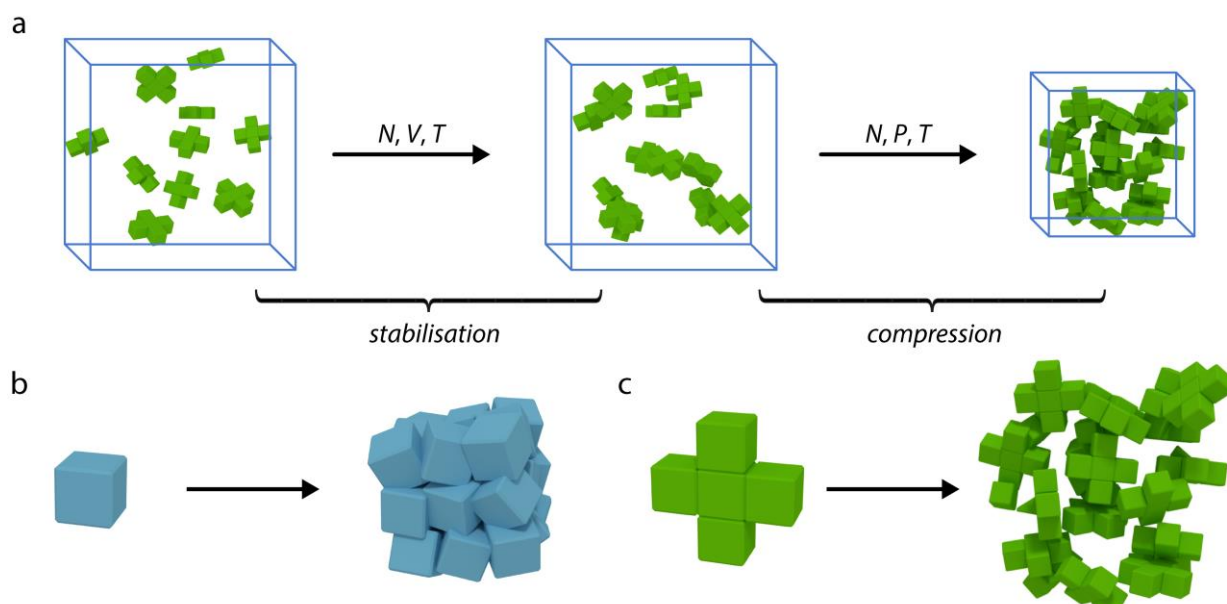 a
N, V, T
N, P, T
stabilisation
compression
b
c